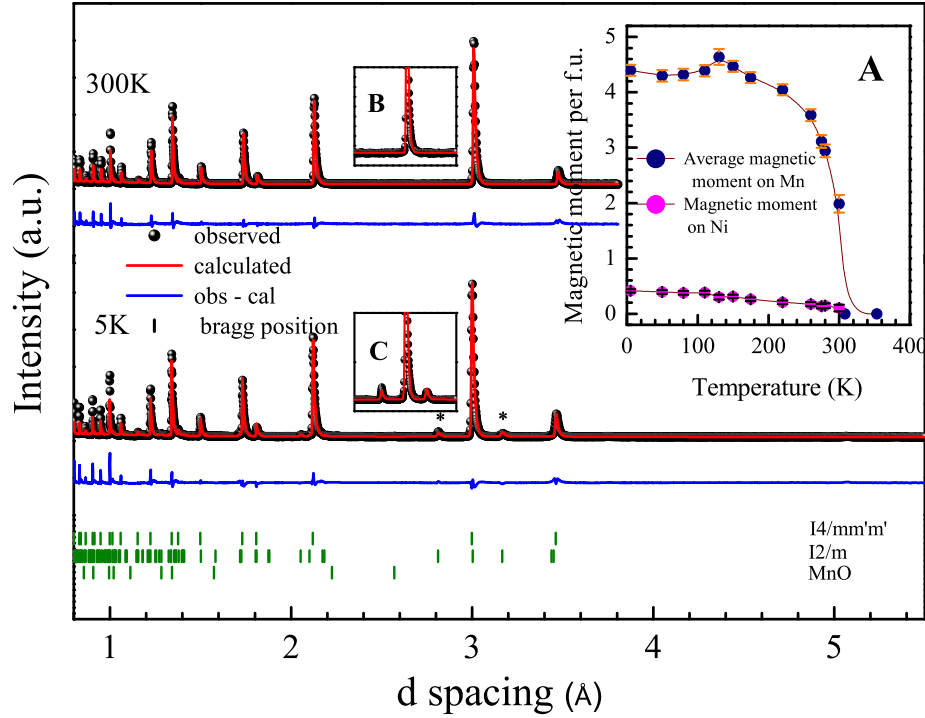 300K
B
observed
calculated
obs - cal
5K
bragg position
C
*
*
I4/mm'm'
I2/m
MnO
1
2
3
4
5
d spacing (Å)
Intensity (a.u.)
A
5
4
3
2
1
0
Magnetic moment per f.u.
Average magnetic
moment on Mn
Magnetic moment
on Ni
0
100
200
300
400
Temperature (K)